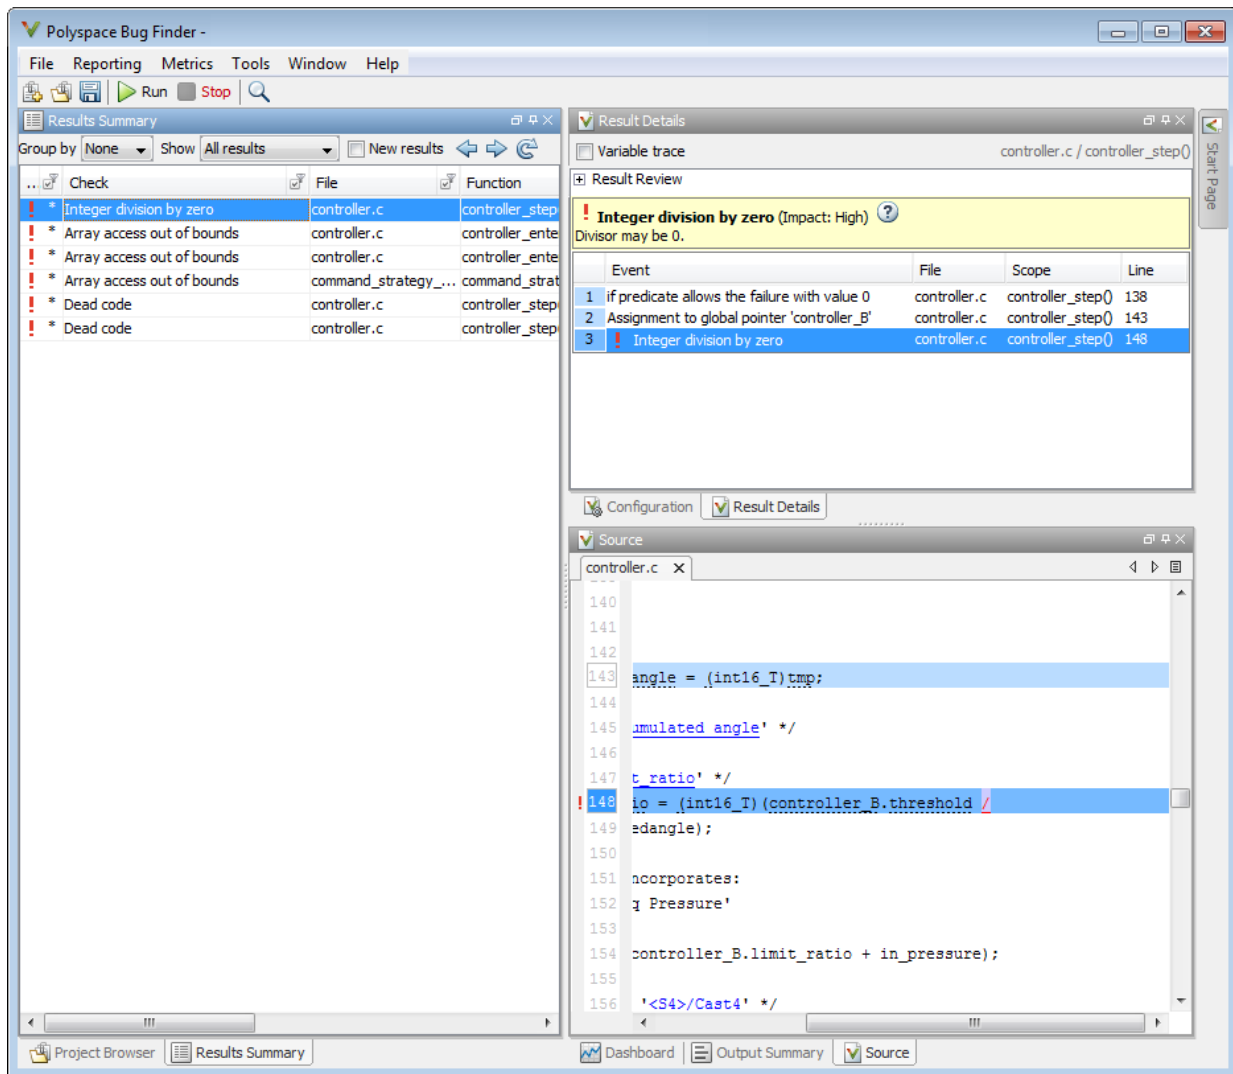 Polyspace Bug Finder -
File Reporting Metrics Tools Window Help
Run Stop
Results Summary
Group by None Show All results New results
.. Check File Function
! * Integer division by zero controller.c controller_step
! * Array access out of bounds controller.c controller_ente
! * Array access out of bounds controller.c controller_ente
! * Array access out of bounds command_strategy_... command_strat
! * Dead code controller.c controller_step
! * Dead code controller.c controller_step
Project Browser Results Summary
Result Details
Variable trace controller.c / controller_step()
Result Review
! Integer division by zero (Impact: High) ?
Divisor may be 0.
Event File Scope Line
1 if predicate allows the failure with value 0 controller.c controller_step() 138
2 Assignment to global pointer 'controller_B' controller.c controller_step() 143
3 ! Integer division by zero controller.c controller_step() 148
Configuration Result Details
Source
controller.c X
140
141
142
143 angle = (int16_T)tmp;
144
145 umulated angle' */
146
147 t_ratio' */
! 148 io = (int16_T)(controller_B.threshold /
149 edangle);
150
151 ncorporates:
152 q Pressure'
153
154 controller_B.limit_ratio + in_pressure);
155
156 '<S4>/Cast4' */
Dashboard Output Summary Source
Start Page